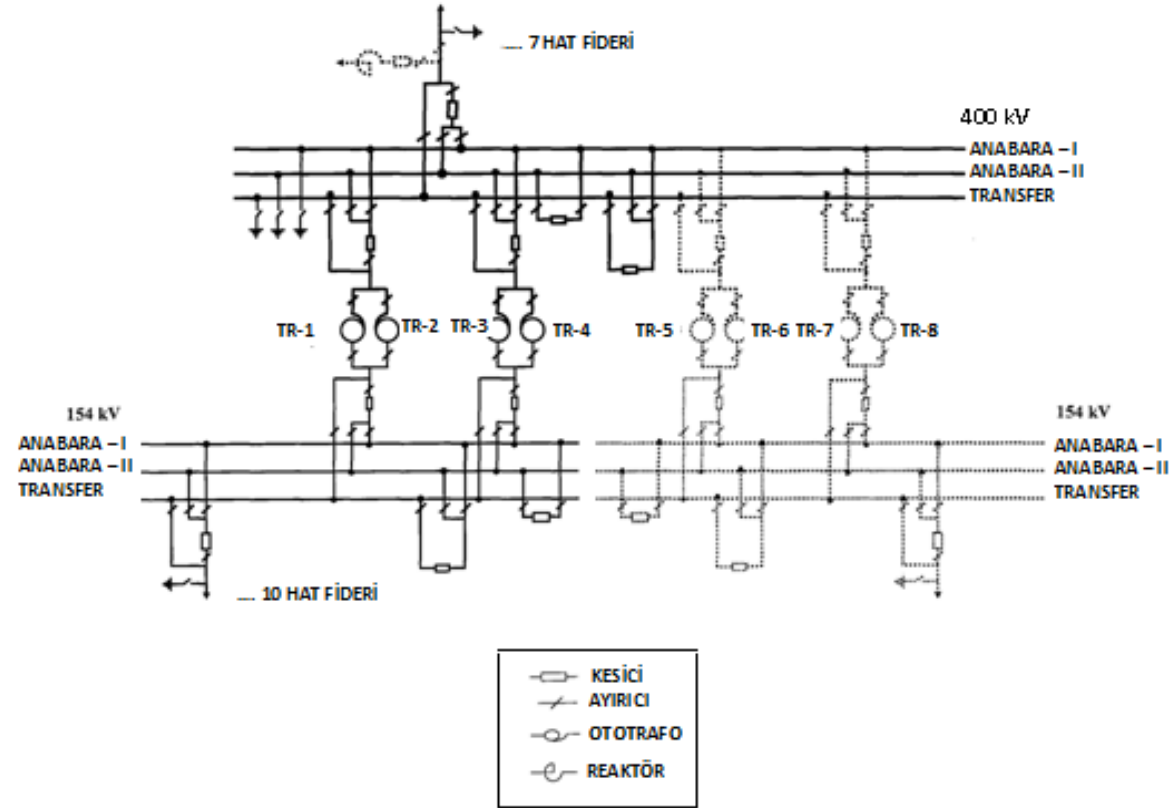 .... 7 HAT FİDERİ
400 kV
ANABARA – I
ANABARA – II
TRANSFER
TR-1
TR-2
TR-3
TR-4
TR-5
TR-6
TR-7
TR-8
154 kV
ANABARA – I
ANABARA – II
TRANSFER
154 kV
ANABARA – I
ANABARA – II
TRANSFER
.... 10 HAT FİDERİ
KESİCİ
AYIRICI
OTOTRAFO
REAKTÖR